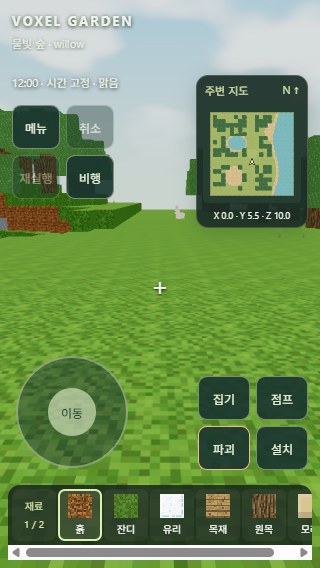 VOXEL GARDEN
물빛 숲 · willow
12:00 · 시간 고정 · 맑음
주변 지도 N ↑
메뉴 취소
재실행 비행
X 0.0 · Y 5.5 · Z 10.0
이동
집기 점프
파괴 설치
재료
1 / 2
흙 잔디 유리 목재 원목